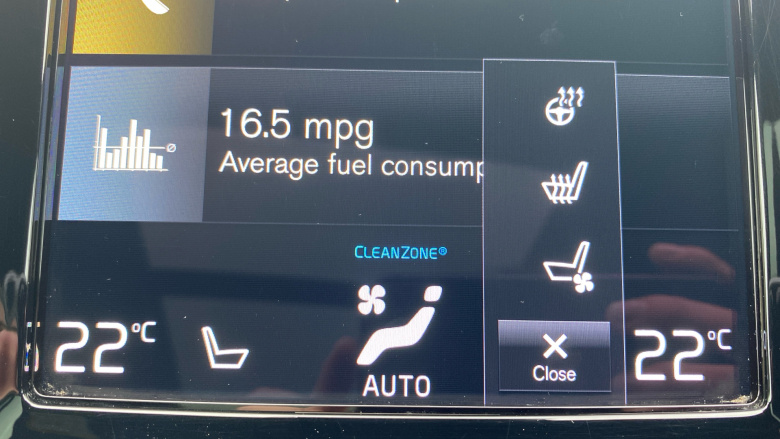 16.5 mpg
Average fuel consump
CLEANZONE®
22°C
AUTO
Close
22°C